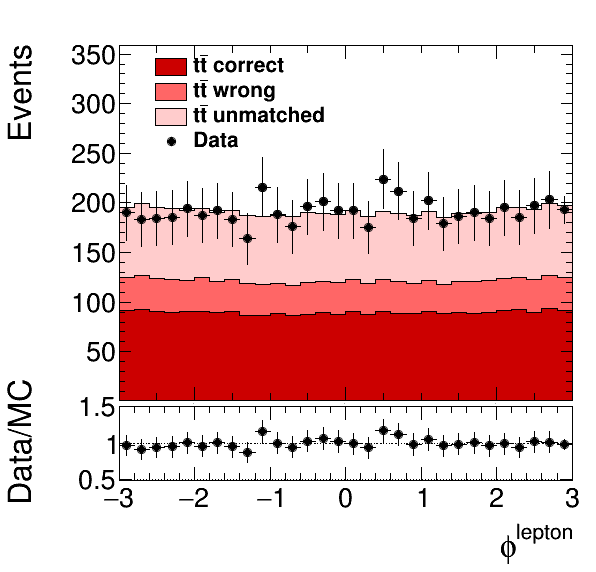 Events
350
300
250
200
150
100
50
tt̄ correct
tt̄ wrong
tt̄ unmatched
Data
Data/MC
1.5
1
0.5
−3 −2 −1 0 1 2 3
ϕlepton